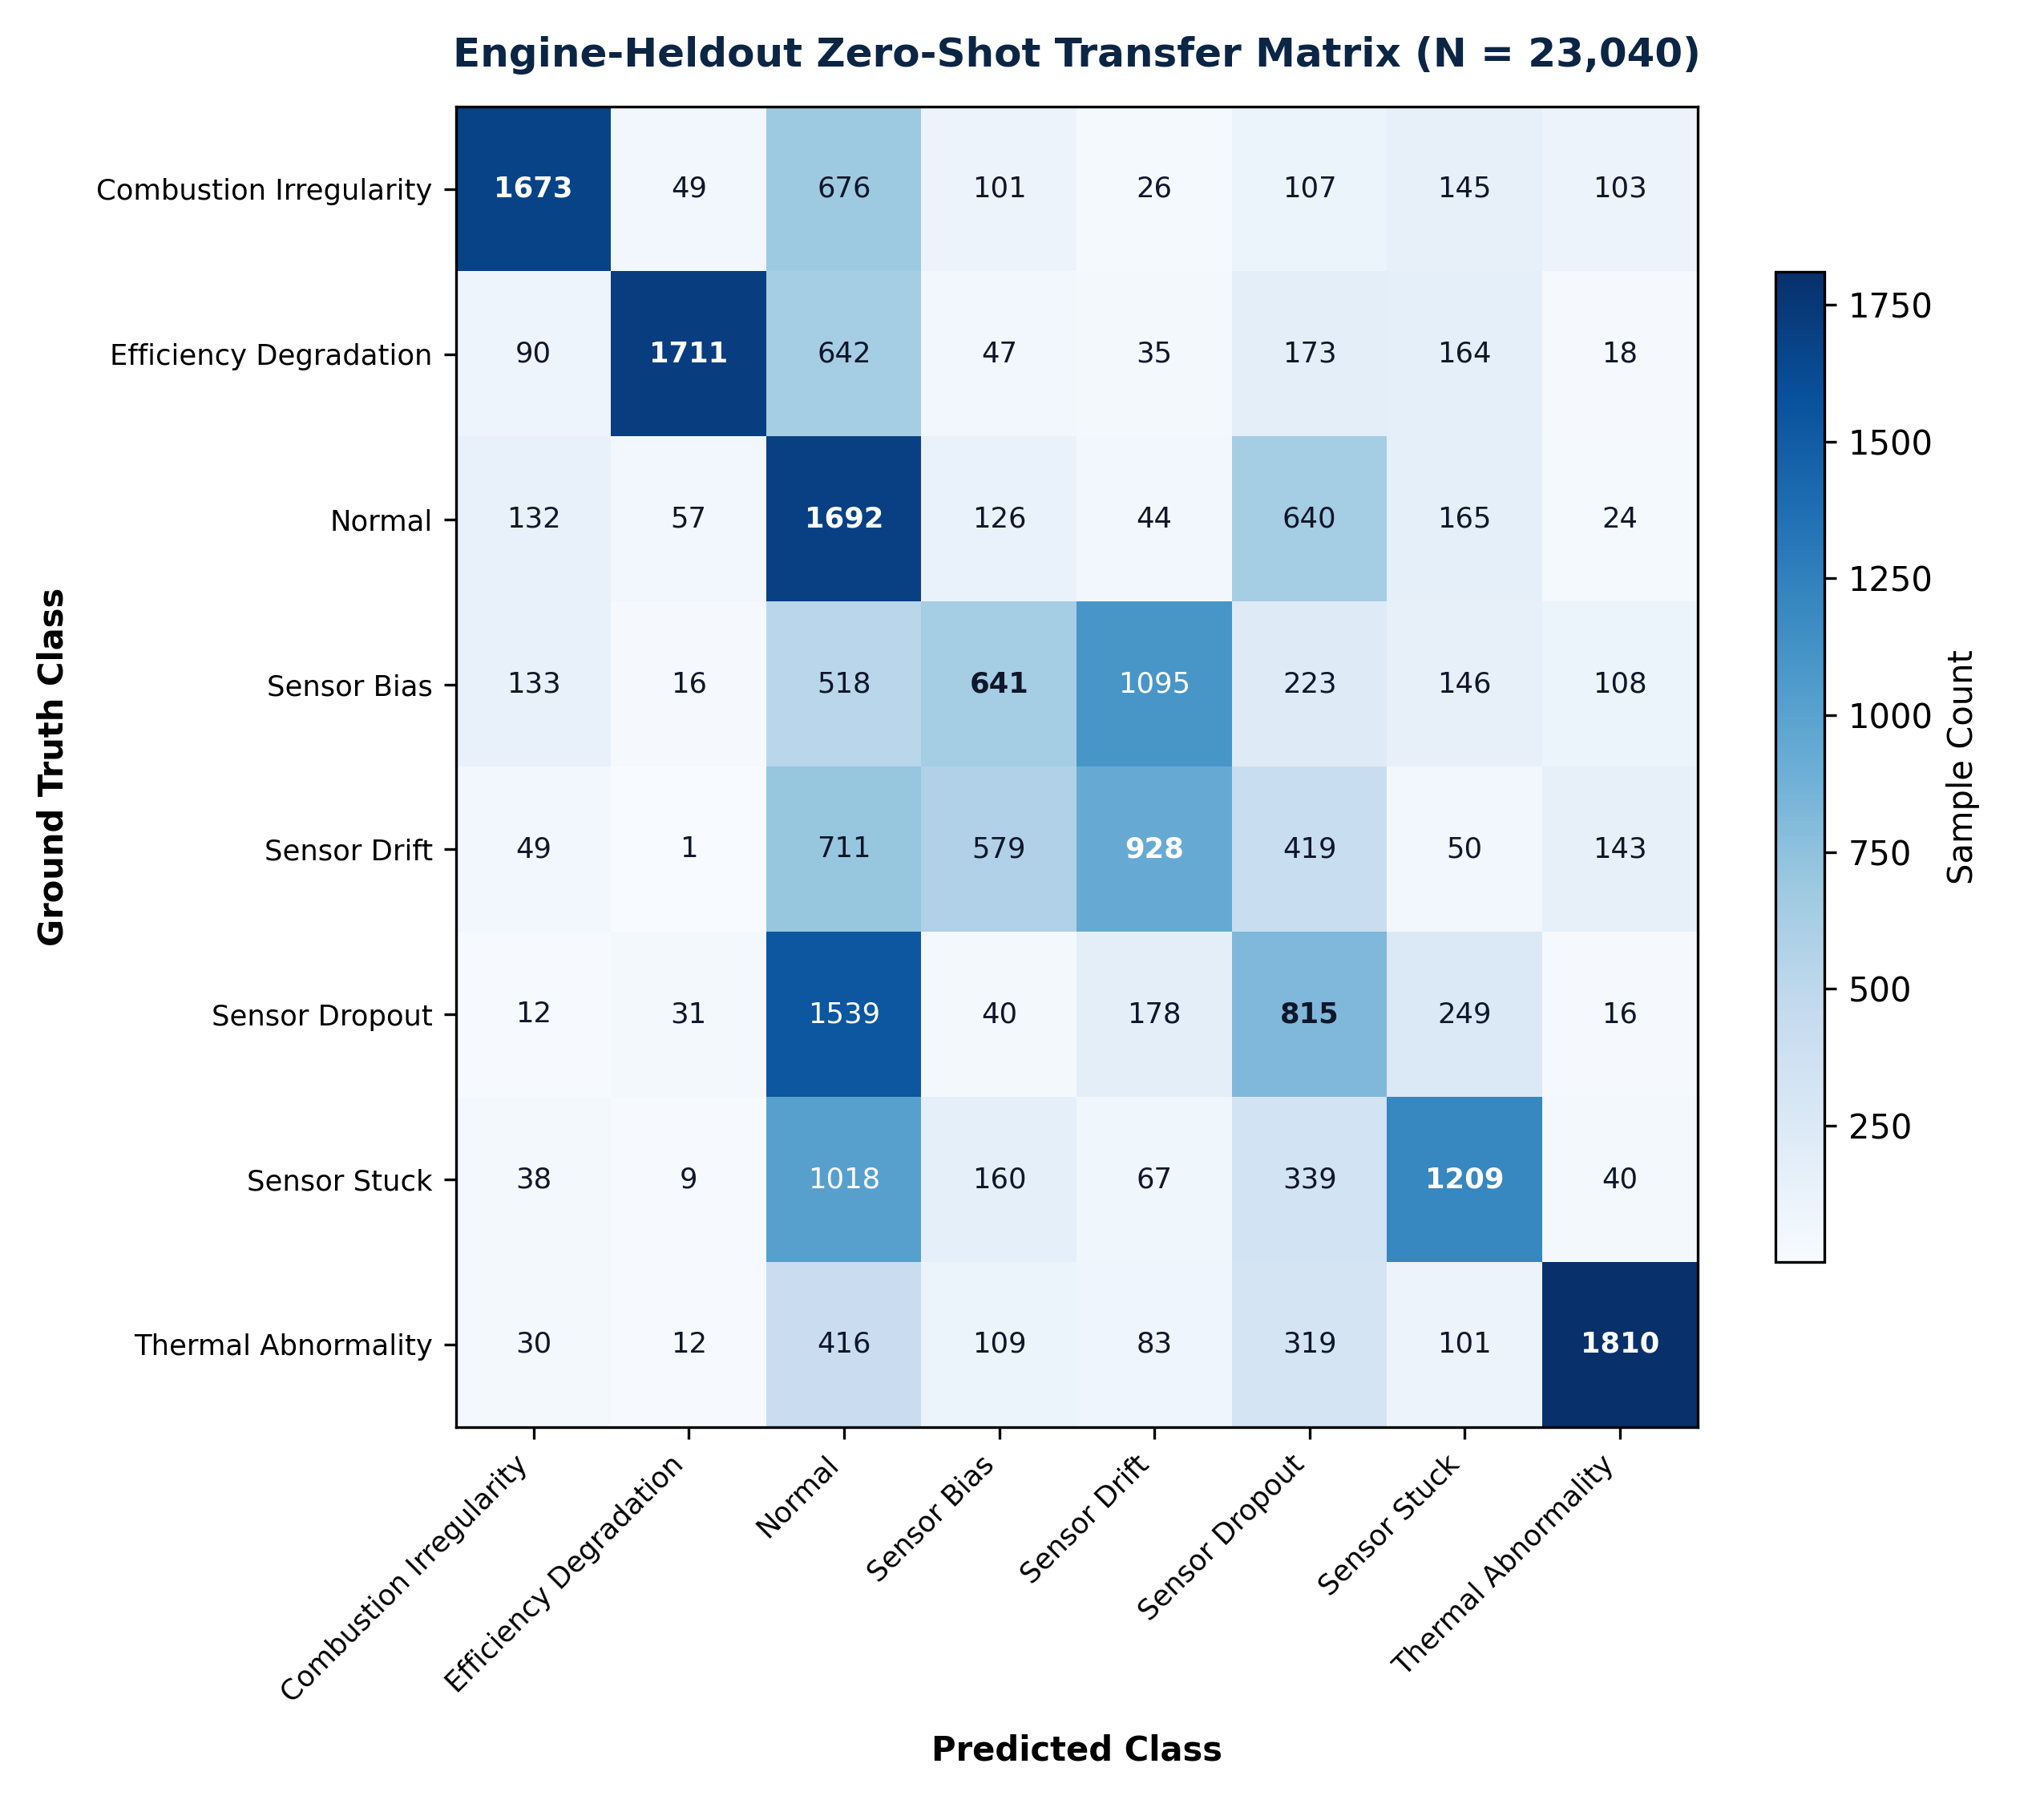 Engine-Heldout Zero-Shot Transfer Matrix (N = 23,040)
Ground Truth Class
Combustion Irregularity 1673 49 676 101 26 107 145 103
Efficiency Degradation 90 1711 642 47 35 173 164 18
Normal 132 57 1692 126 44 640 165 24
Sensor Bias 133 16 518 641 1095 223 146 108
Sensor Drift 49 1 711 579 928 419 50 143
Sensor Dropout 12 31 1539 40 178 815 249 16
Sensor Stuck 38 9 1018 160 67 339 1209 40
Thermal Abnormality 30 12 416 109 83 319 101 1810
Combustion Irregularity
Efficiency Degradation
Normal
Sensor Bias
Sensor Drift
Sensor Dropout
Sensor Stuck
Thermal Abnormality
Predicted Class
1750
1500
1250
1000
750
500
250
Sample Count